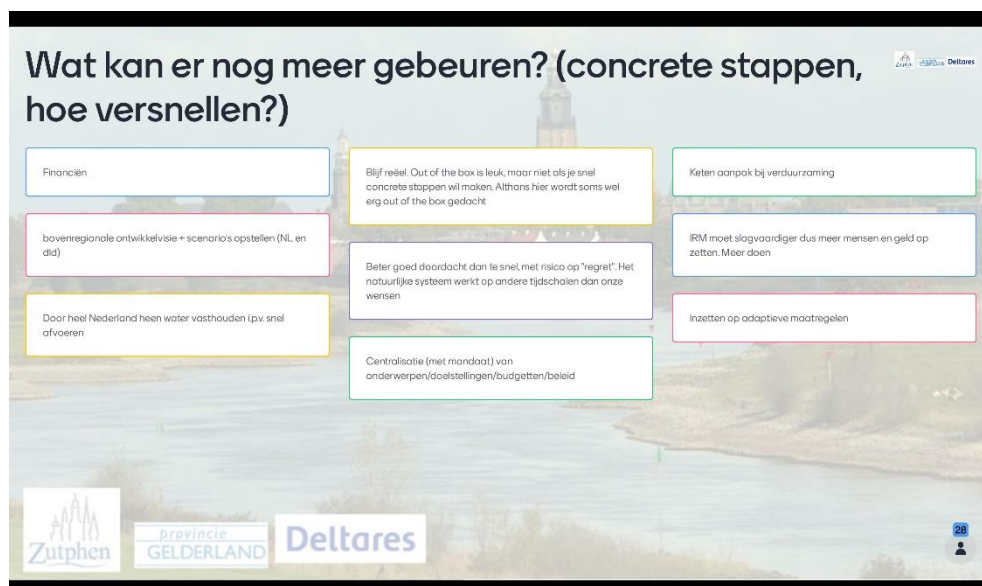 Wat kan er nog meer gebeuren? (concrete stappen,
hoe versnellen?)
Deltares
Financiën
bovenregionale ontwikkelvisie + scenario's opstellen (NL en
dld)
Door heel Nederland heen water vasthouden i.p.v. snel
afvoeren
Blijf reëel. Out of the box is leuk, maar niet als je snel
concrete stappen wil maken. Althans hier wordt soms wel
erg out of the box gedacht
Beter goed doordacht dan te snel, met risico op "regret". Het
natuurlijke systeem werkt op andere tijdschalen dan onze
wensen
Centralisatie (met mandaat) van
onderwerpen/doelstellingen/budgetten/beleid
Keten aanpak bij verduurzaming
IRM moet slagvaardiger dus meer mensen en geld op
zetten. Meer doen
Inzetten op adaptieve maatregelen
Zutphen
provincie
GELDERLAND
Deltares
28